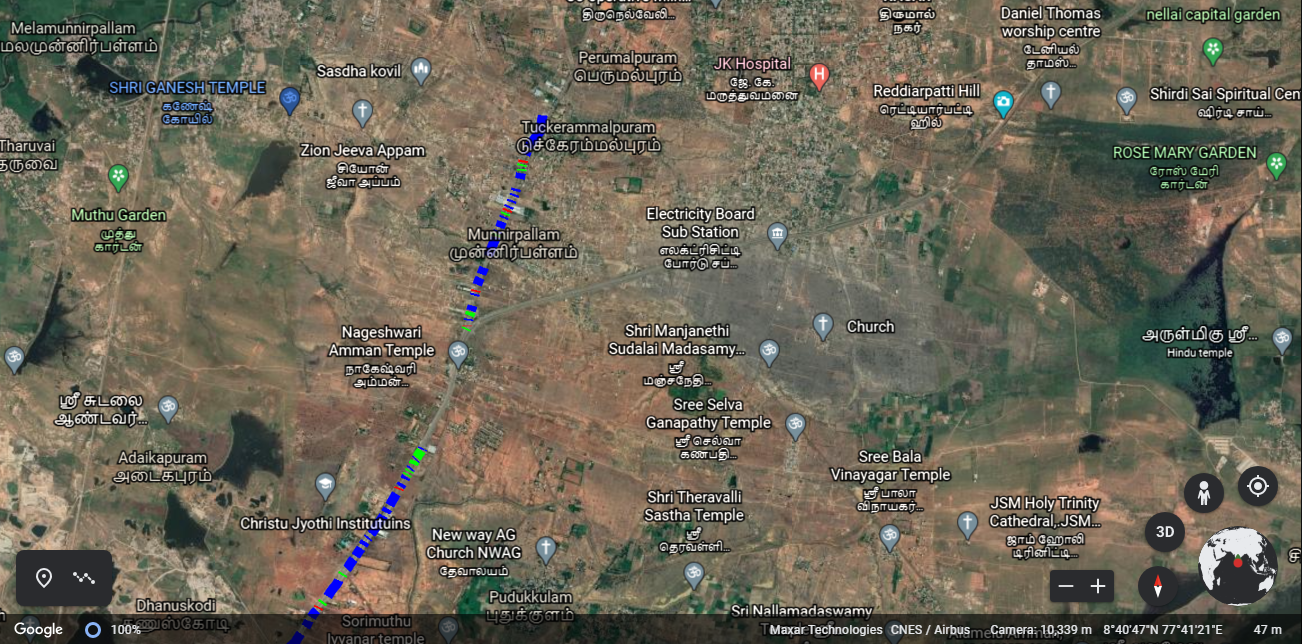 திருநெல்வேலி...
திருமால்
நகர்
Daniel Thomas
worship centre
டேனியல்
தாமஸ்...
nellai capital garden
Melamunnirpallam
மேலமுன்னிர்பள்ளம்
Sasdha kovil
Perumalpuram
பெருமல்புரம்
JK Hospital
ஜே. கே.
மருத்துவமனை
SHRI GANESH TEMPLE
கணேஷ்
கோயில்
Reddiarpatti Hill
ரெட்டியார்பட்டி
ஹில்
Shirdi Sai Spiritual Cen
ஷிர்டி சாய்...
Tuckerammalpuram
டுச்கேரம்மல்புரம்
Tharuvai
தருவை
Zion Jeeva Appam
சியோன்
ஜீவா அப்பம்
ROSE MARY GARDEN
ரோஸ் மேரி
கார்டன்
Muthu Garden
முத்து
கார்டன்
Munnirpallam
முன்னிர்பள்ளம்
Electricity Board
Sub Station
எலக்ட்ரிசிட்டி
போர்டு சப்...
Nageshwari
Amman Temple
நாகேஷ்வரி
அம்மன்...
Shri Manjanethi
Sudalai Madasamy...
ஸ்ரீ
மஞ்சநேதி...
Church
அருள்மிகு ஸ்ரீ...
Hindu temple
ஸ்ரீ சுடலை
ஆண்டவர்...
Sree Selva
Ganapathy Temple
ஸ்ரீ செல்வா
கணபதி...
Adaikapuram
அடைகபுரம்
Sree Bala
Vinayagar Temple
ஸ்ரீ பாலா
விநாயகர்...
Christu Jyothi Institutuins
New way AG
Church NWAG
தேவாலயம்
Shri Theravalli
Sastha Temple
ஸ்ரீ
தெரவள்ளி...
JSM Holy Trinity
Cathedral, JSM...
ஜாம் ஹோலி
டிரினிட்டி...
3D
Dhanuskodi
தனுஸ்கோடி
Pudukkulam
புதுக்குளம்
Sorimuthu
Iyyanar temple
Sri Nallamadaswamy
Google
100%
Maxar Technologies CNES / Airbus Camera: 10,339 m 8°40'47"N 77°41'21"E 47 m